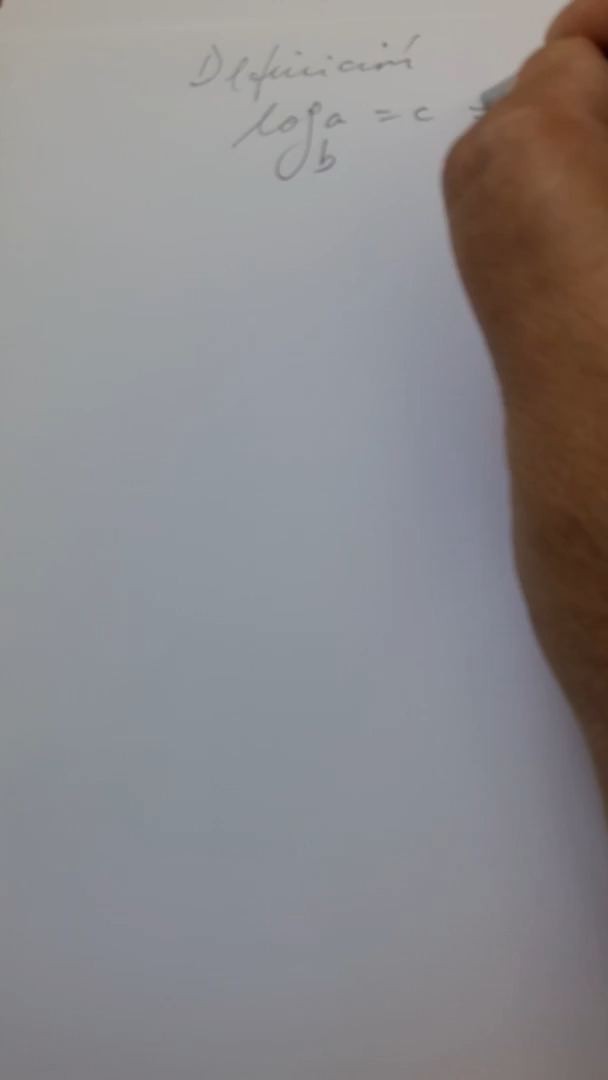 Definición
log_b a = c